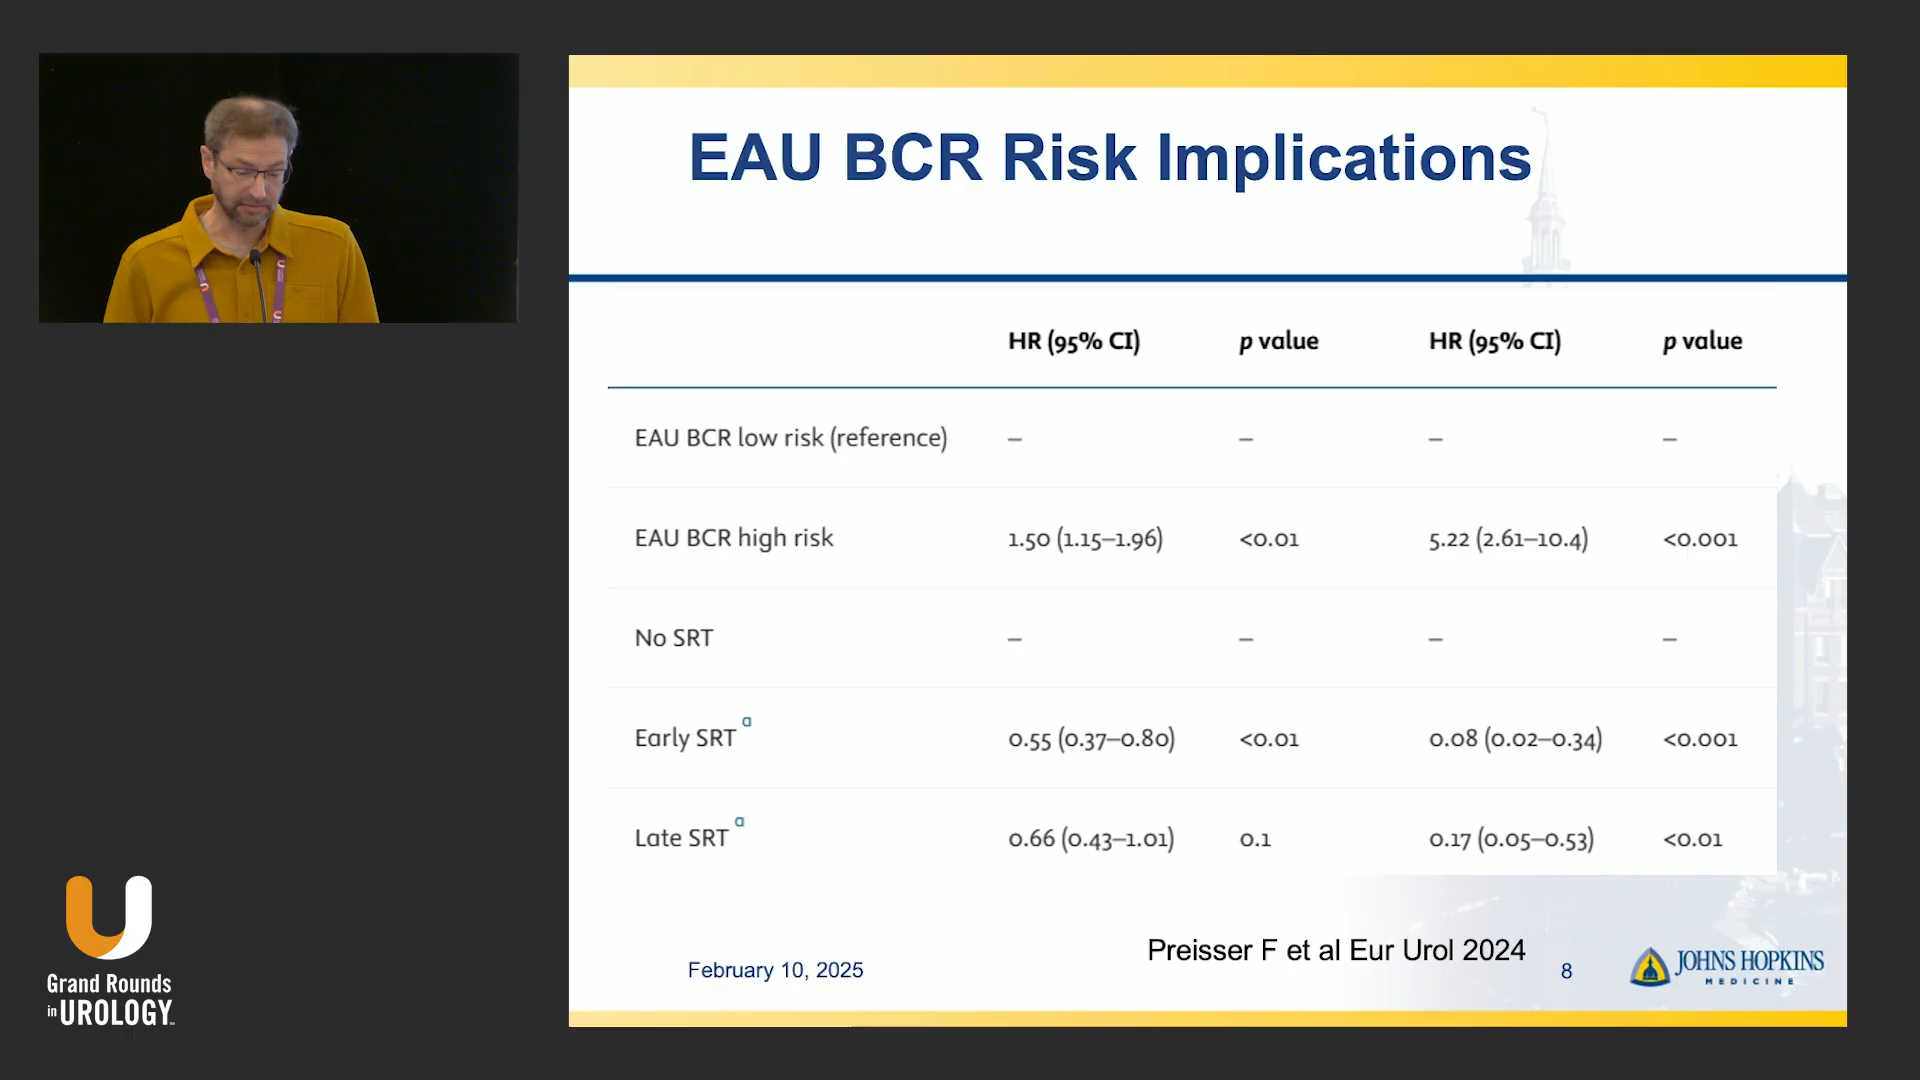 EAU BCR Risk Implications
HR (95% CI) p value HR (95% CI) p value
EAU BCR low risk (reference) – – – –
EAU BCR high risk 1.50 (1.15–1.96) <0.01 5.22 (2.61–10.4) <0.001
No SRT – – – –
Early SRT a 0.55 (0.37–0.80) <0.01 0.08 (0.02–0.34) <0.001
Late SRT a 0.66 (0.43–1.01) 0.1 0.17 (0.05–0.53) <0.01
Preisser F et al Eur Urol 2024
February 10, 2025
8
JOHNS HOPKINS
MEDICINE
Grand Rounds
in UROLOGY™